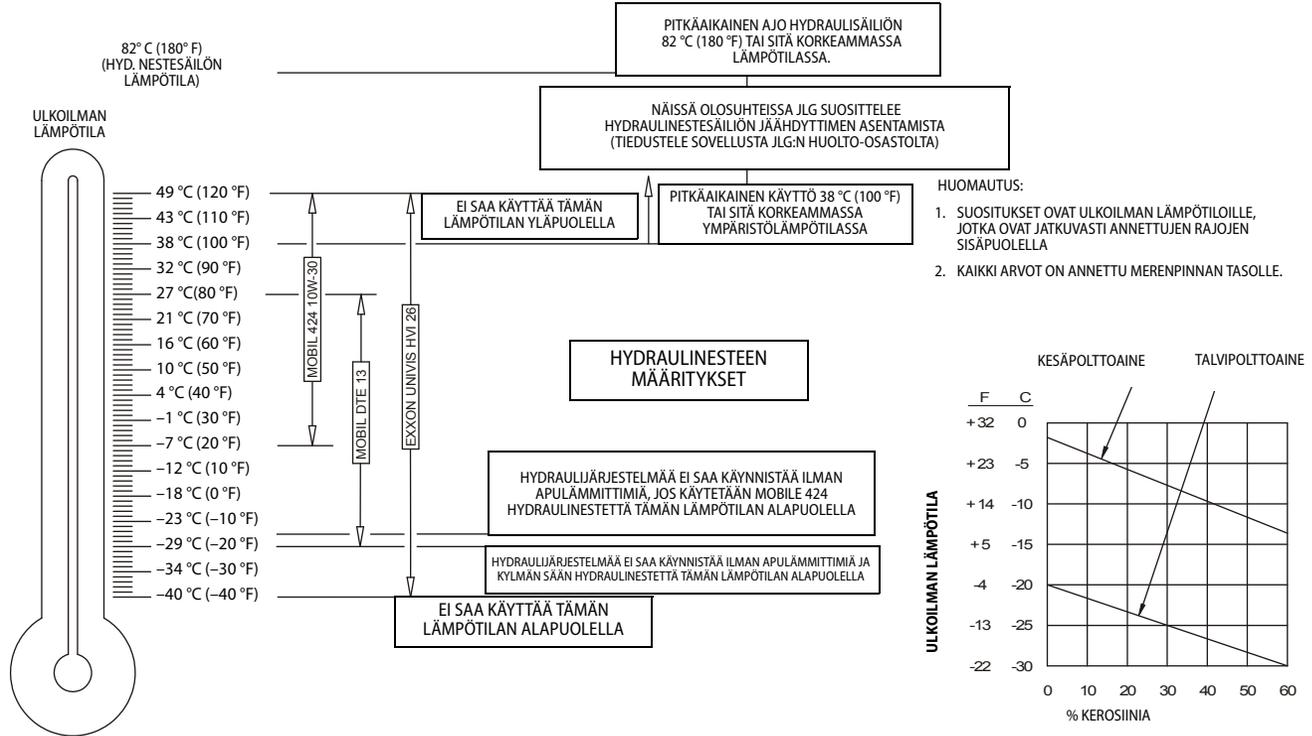 82° C (180° F)
(HYD. NESTESÄILÖN
LÄMPÖTILA)
ULKOILMAN
LÄMPÖTILA
49 °C (120 °F)
43 °C (110 °F)
38 °C (100 °F)
32 °C (90 °F)
27 °C(80 °F)
21 °C (70 °F)
16 °C (60 °F)
10 °C (50 °F)
4 °C (40 °F)
–1 °C (30 °F)
–7 °C (20 °F)
–12 °C (10 °F)
–18 °C (0 °F)
–23 °C (–10 °F)
–29 °C (–20 °F)
–34 °C (–30 °F)
–40 °C (–40 °F)
MOBIL 424 10W-30
MOBIL DTE 13
EXXON UNIVIS HVI 26
PITKÄAIKAINEN AJO HYDRAULISÄILIÖN
82 °C (180 °F) TAI SITÄ KORKEAMMASSA
LÄMPÖTILASSA.
NÄISSÄ OLOSUHTEISSA JLG SUOSITTELEE
HYDRAULINESTESÄILIÖN JÄÄHDYTTIMEN ASENTAMISTA
(TIEDUSTELE SOVELLUSTA JLG:N HUOLTO-OSASTOLTA)
EI SAA KÄYTTÄÄ TÄMÄN
LÄMPÖTILAN YLÄPUOLELLA
PITKÄAIKAINEN KÄYTTÖ 38 °C (100 °F)
TAI SITÄ KORKEAMMASSA
YMPÄRISTÖLÄMPÖTILASSA
HYDRAULINESTEEN
MÄÄRITYKSET
HYDRAULIJÄRJESTELMÄÄ EI SAA KÄYNNISTÄÄ ILMAN
APULÄMMITTIMIÄ, JOS KÄYTETÄÄN MOBILE 424
HYDRAULINESTETTÄ TÄMÄN LÄMPÖTILAN ALAPUOLELLA
HYDRAULIJÄRJESTELMÄÄ EI SAA KÄYNNISTÄÄ ILMAN APULÄMMITTIMIÄ JA
KYLMÄN SÄÄN HYDRAULINESTETTÄ TÄMÄN LÄMPÖTILAN ALAPUOLELLA
EI SAA KÄYTTÄÄ TÄMÄN
LÄMPÖTILAN ALAPUOLELLA
HUOMAUTUS:
1. SUOSITUKSET OVAT ULKOILMAN LÄMPÖTILOILLE,
JOTKA OVAT JATKUVASTI ANNETTUJEN RAJOJEN
SISÄPUOLELLA
2. KAIKKI ARVOT ON ANNETTU MERENPINNAN TASOLLE.
KESÄPOLTTOAINE TALVIPOLTTOAINE
F C
+32 0
+23 -5
+14 -10
+5 -15
-4 -20
-13 -25
-22 -30
ULKOILMAN LÄMPÖTILA
0 10 20 30 40 50 60
% KEROSIINIA